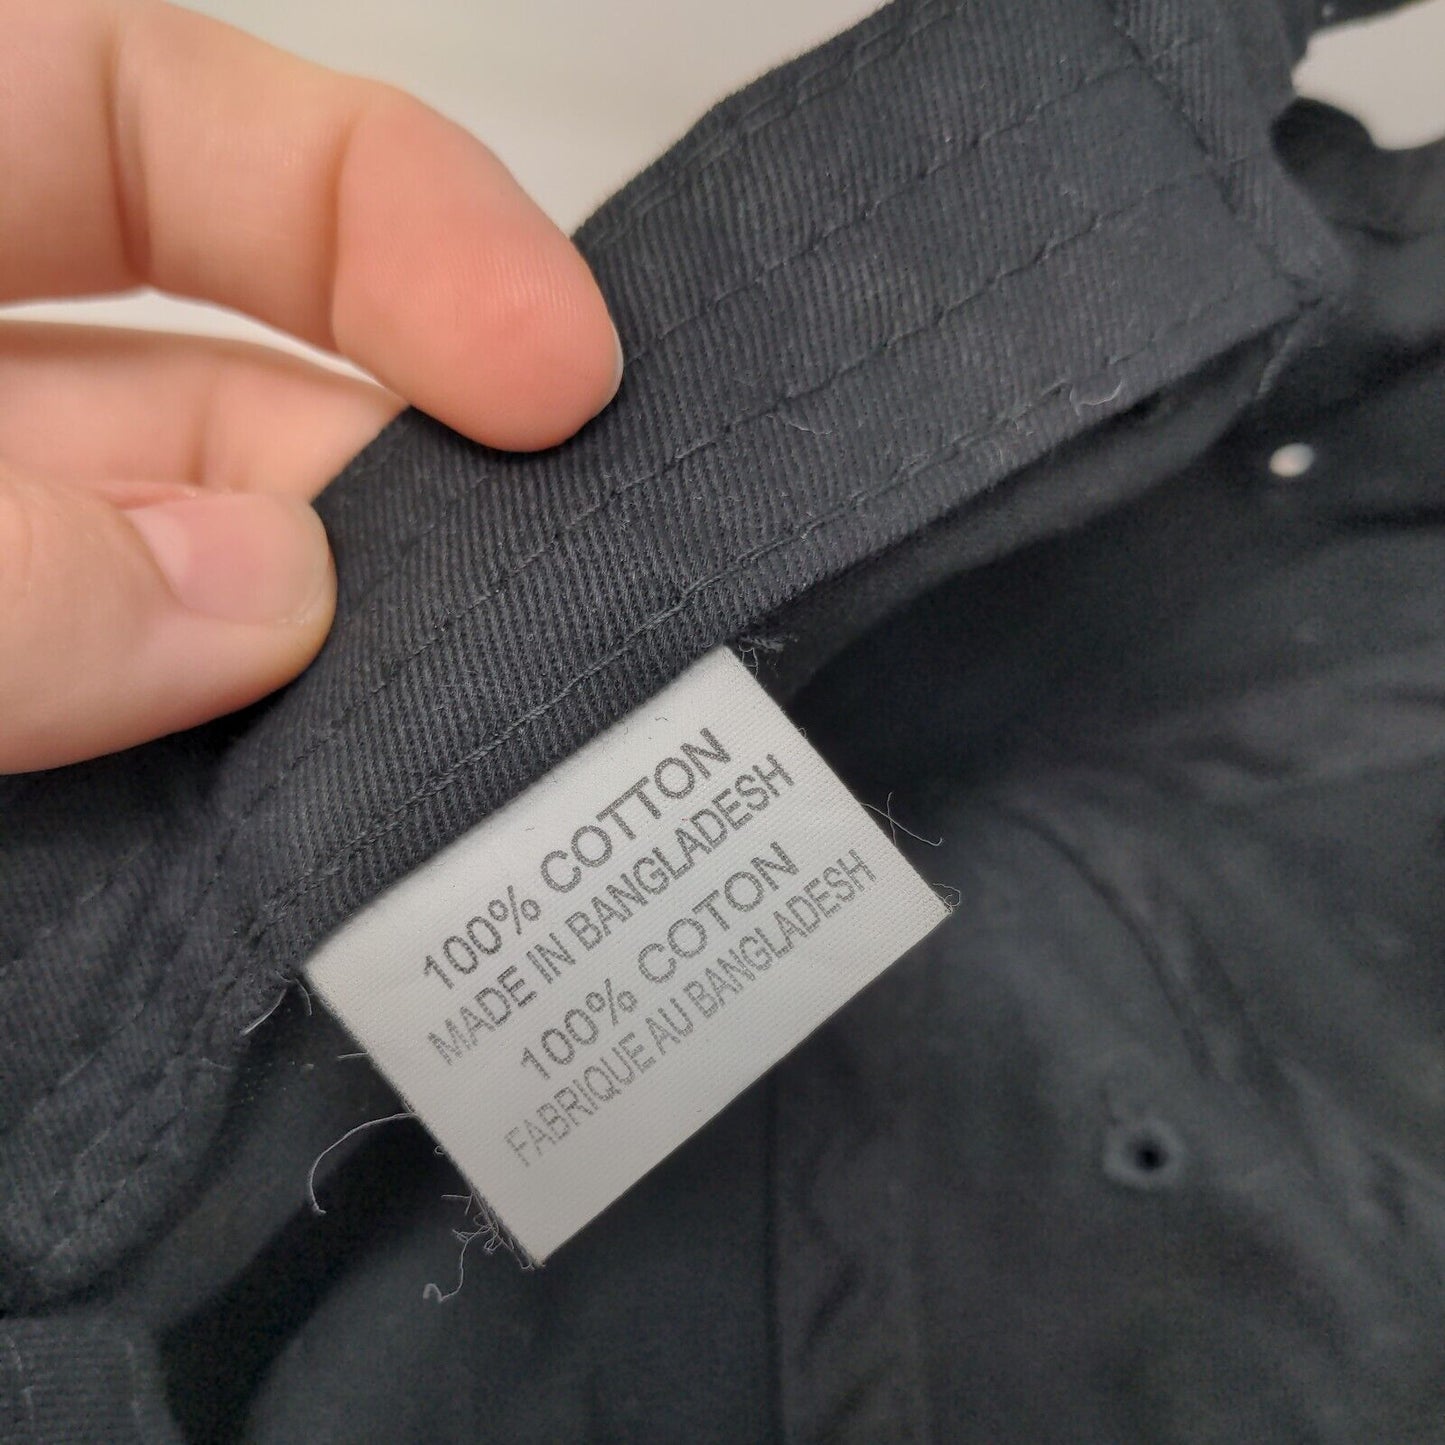 100% COTTON
MADE IN BANGLADESH
100% COTON
FABRIQUE AU BANGLADESH